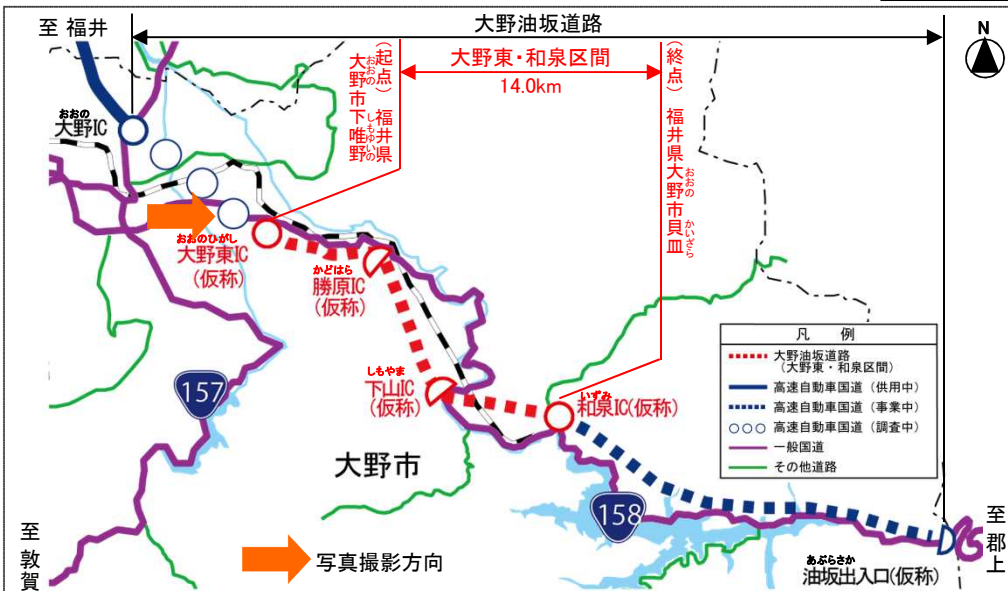 大野油坂道路
至 福井
N
大野東・和泉区間
14.0km
（起点） 福井県
大野市下唯野
おおの
しもゆいの
（終点） 福井県大野市貝皿
おおの
かいざら
おおの
大野IC
おおのひがし
大野東IC
(仮称)
かどはら
勝原IC
(仮称)
しもやま
下山IC
(仮称)
いずみ
和泉IC(仮称)
157
大野市
158
凡 例
大野油坂道路
（大野東・和泉区間）
高速自動車国道（供用中）
高速自動車国道（事業中）
高速自動車国道（調査中）
一般国道
その他道路
至 敦賀
写真撮影方向
あぶらさか
油坂出入口(仮称)
至 郡上